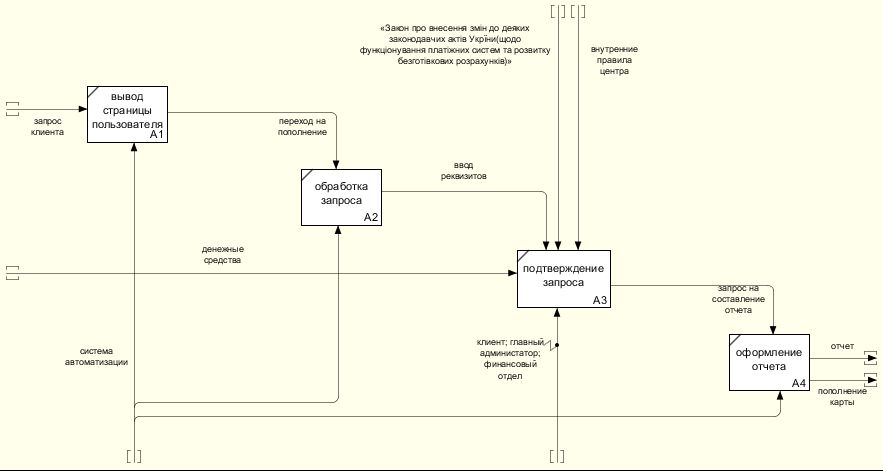 «Закон про внесення змін до деяких
законодавчих актів Укрїни(щодо
функціонування платіжних систем та розвитку
безготівкових розрахунків)»
внутренние
правила
центра
вывод
страницы
пользователя
A1
запрос
клиента
переход на
пополнение
обработка
запроса
A2
ввод
реквизитов
денежные
средства
подтверждение
запроса
A3
запрос на
составление
отчета
система
автоматизации
клиент; главный
администатор;
финансовый
отдел
оформление
отчета
A4
отчет
пополнение
карты